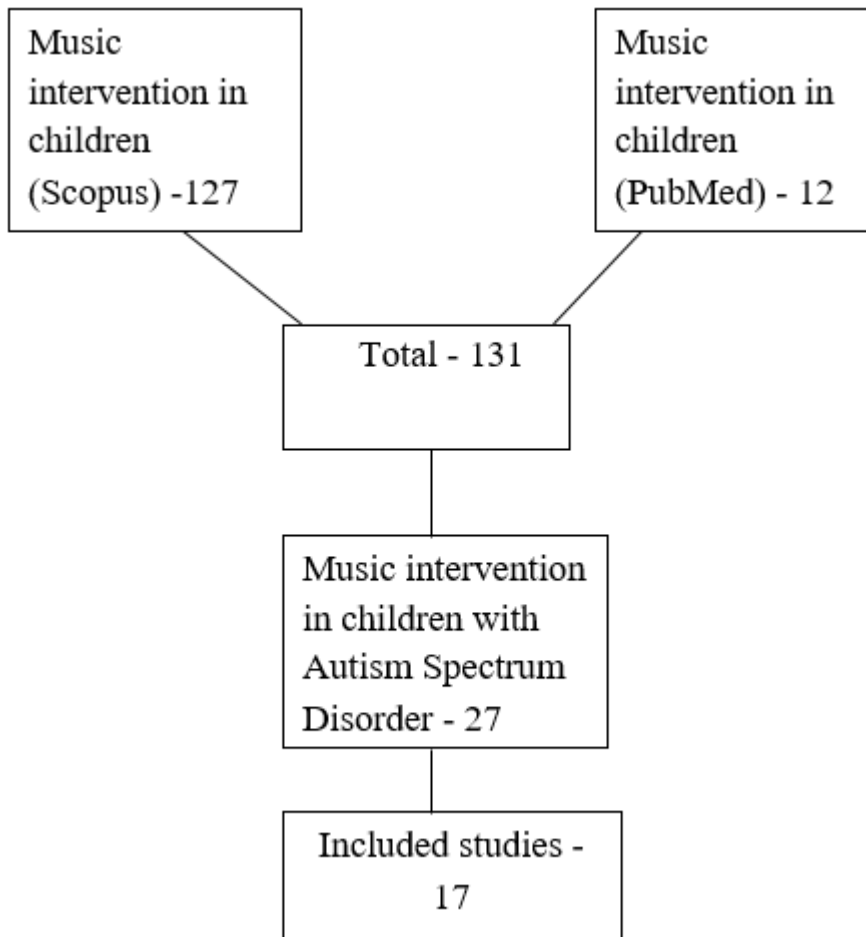 Music
intervention in
children
(Scopus) -127
Music
intervention in
children
(PubMed) - 12
Total - 131
Music intervention
in children with
Autism Spectrum
Disorder - 27
Included studies -
17